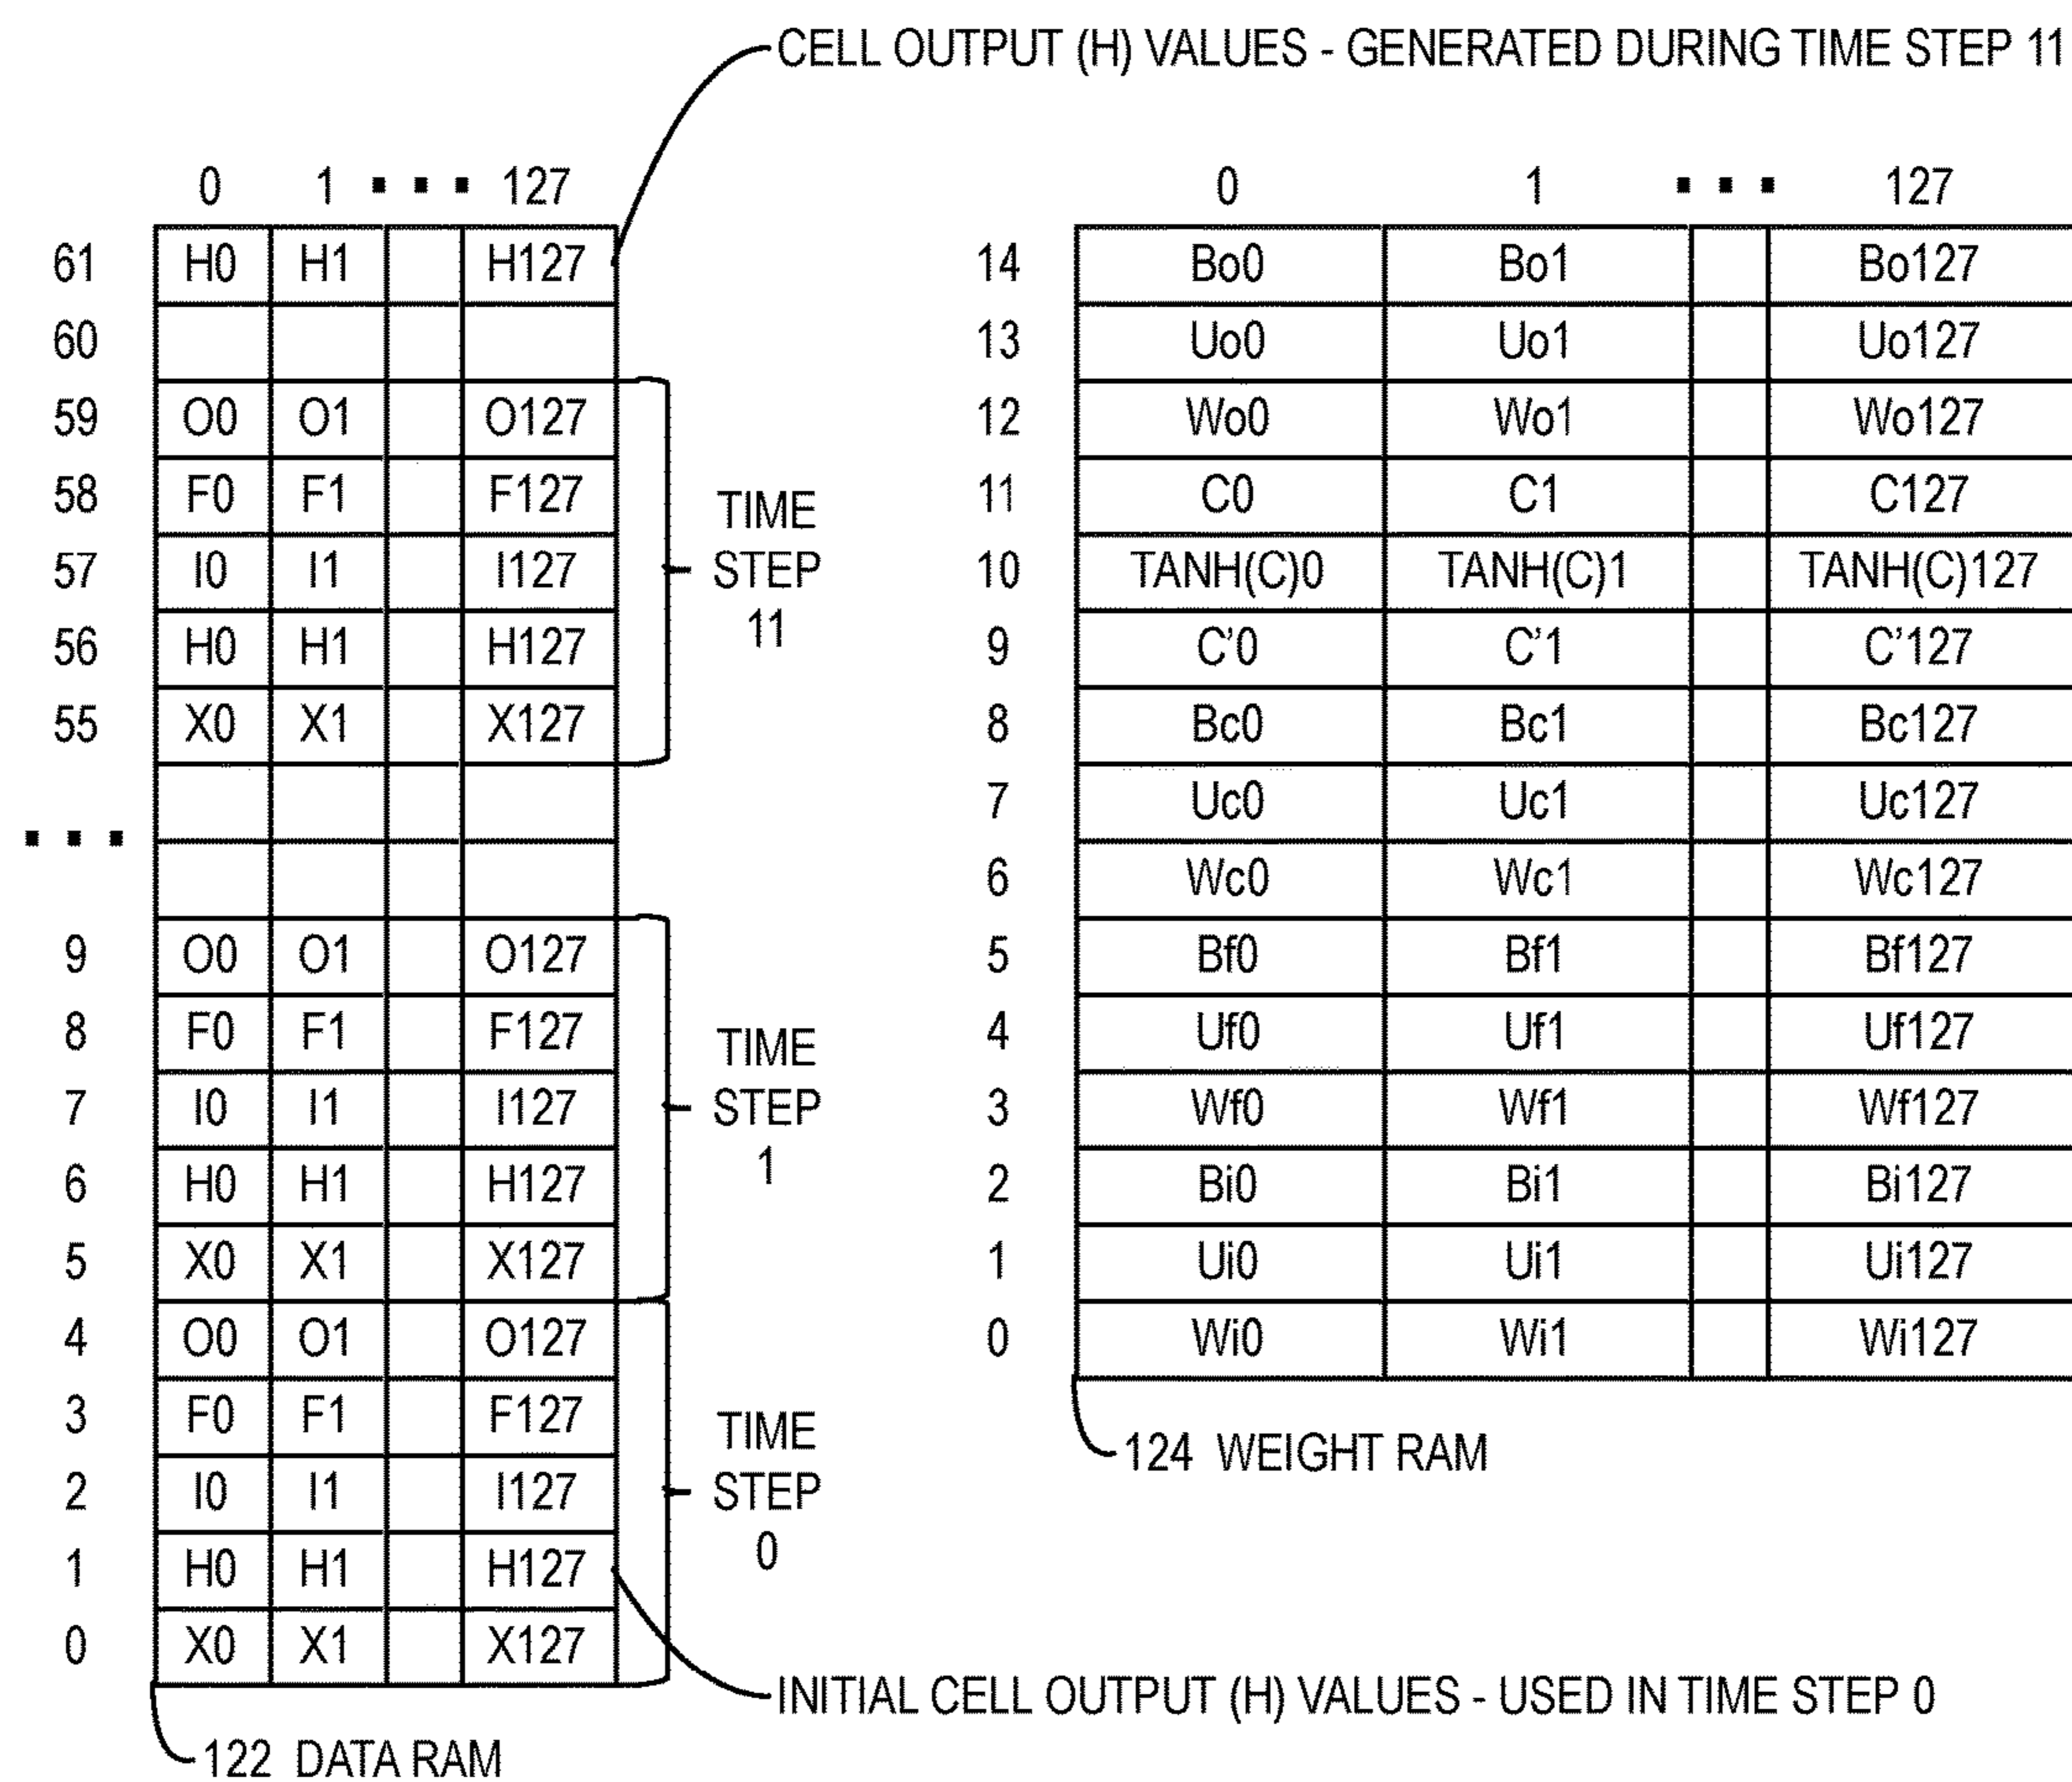 CELL OUTPUT (H) VALUES - GENERATED DURING TIME STEP 11
0 1 ▪ ▪ ▪ 127
61 H0 H1 H127
60
59 O0 O1 O127
58 F0 F1 F127
57 I0 I1 I127
56 H0 H1 H127
55 X0 X1 X127
▪ ▪ ▪
9 O0 O1 O127
8 F0 F1 F127
7 I0 I1 I127
6 H0 H1 H127
5 X0 X1 X127
4 O0 O1 O127
3 F0 F1 F127
2 I0 I1 I127
1 H0 H1 H127
0 X0 X1 X127
TIME
STEP
11
TIME
STEP
1
TIME
STEP
0
INITIAL CELL OUTPUT (H) VALUES - USED IN TIME STEP 0
122 DATA RAM
0 1 ▪ ▪ ▪ 127
14 Bo0 Bo1 Bo127
13 Uo0 Uo1 Uo127
12 Wo0 Wo1 Wo127
11 C0 C1 C127
10 TANH(C)0 TANH(C)1 TANH(C)127
9 C'0 C'1 C'127
8 Bc0 Bc1 Bc127
7 Uc0 Uc1 Uc127
6 Wc0 Wc1 Wc127
5 Bf0 Bf1 Bf127
4 Uf0 Uf1 Uf127
3 Wf0 Wf1 Wf127
2 Bi0 Bi1 Bi127
1 Ui0 Ui1 Ui127
0 Wi0 Wi1 Wi127
124 WEIGHT RAM